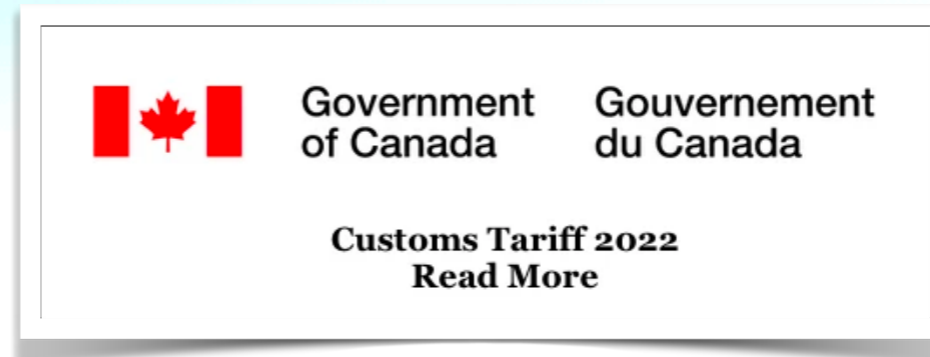 Government
of Canada
Gouvernement
du Canada
Customs Tariff 2022
Read More